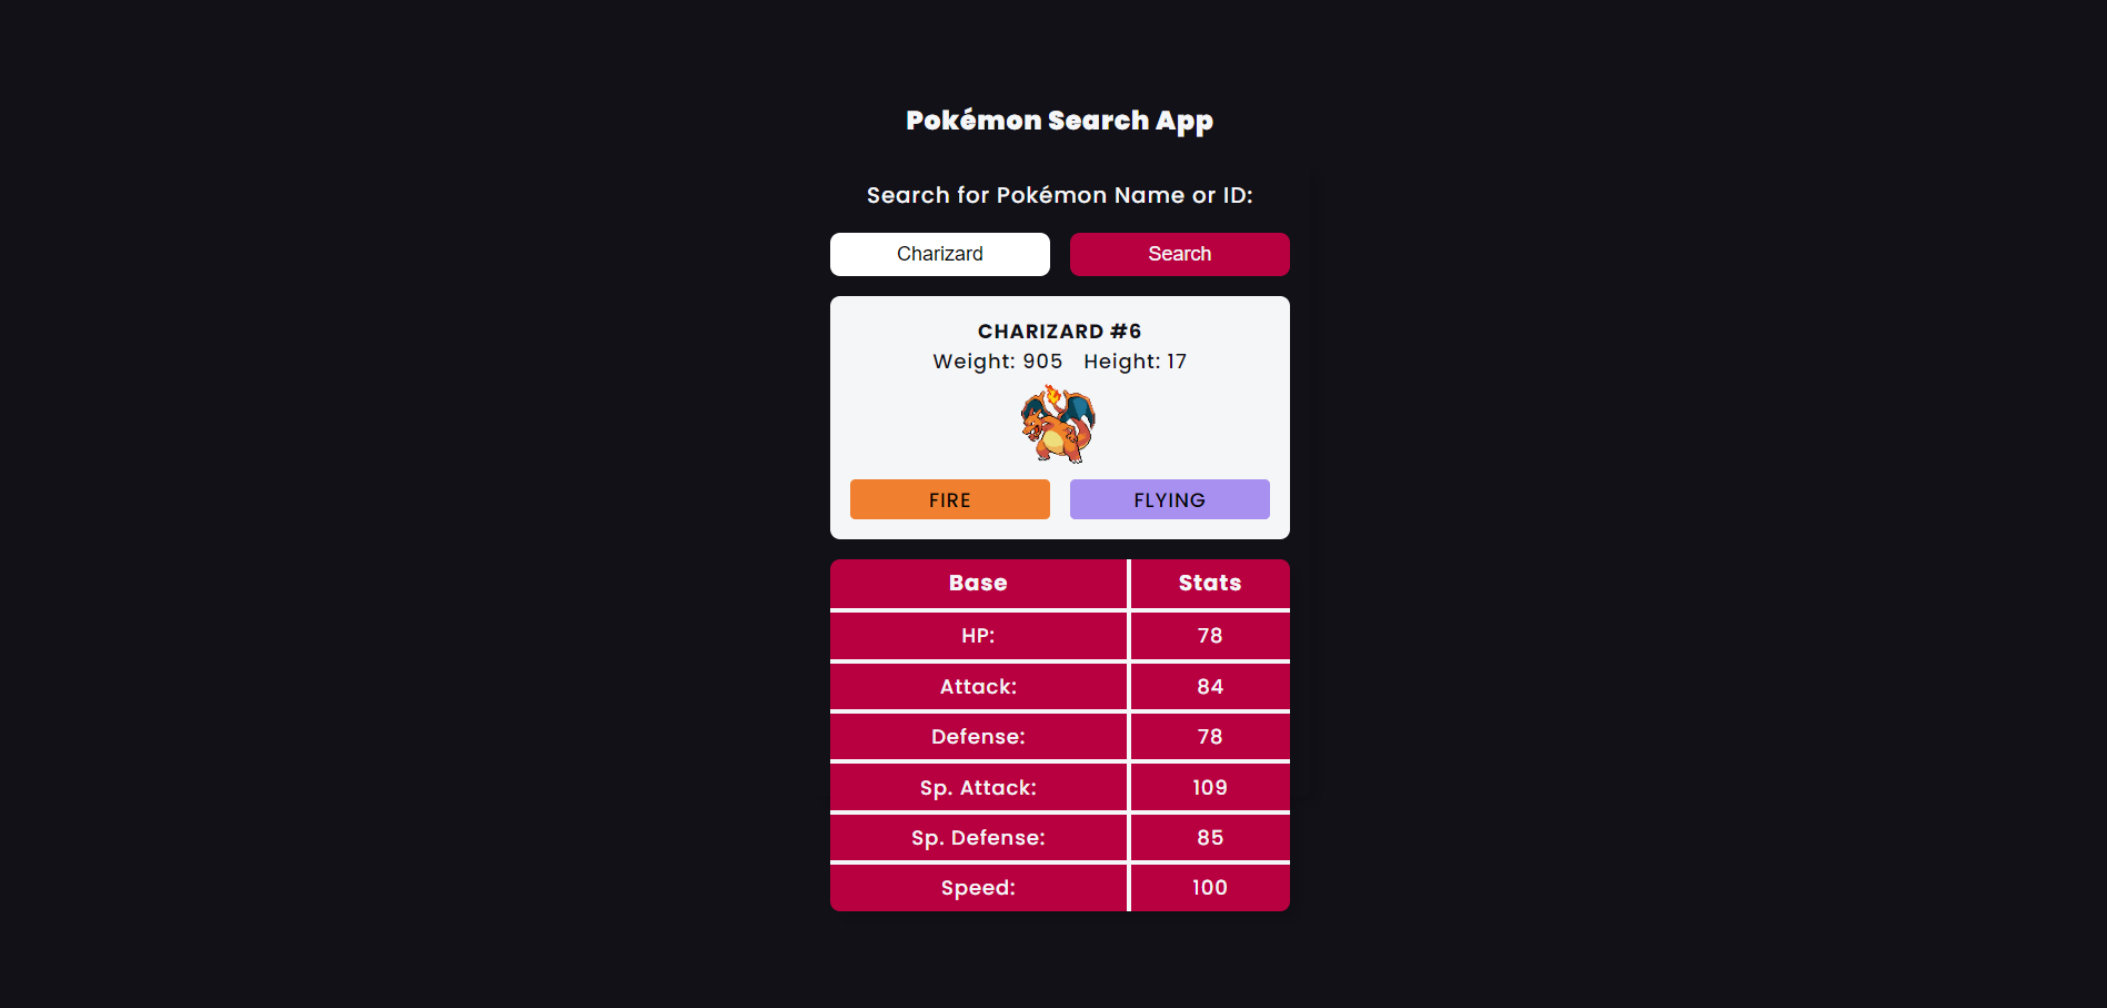 Pokémon Search App
Search for Pokémon Name or ID:
Charizard Search
CHARIZARD #6
Weight: 905 Height: 17
FIRE FLYING
Base Stats
HP: 78
Attack: 84
Defense: 78
Sp. Attack: 109
Sp. Defense: 85
Speed: 100